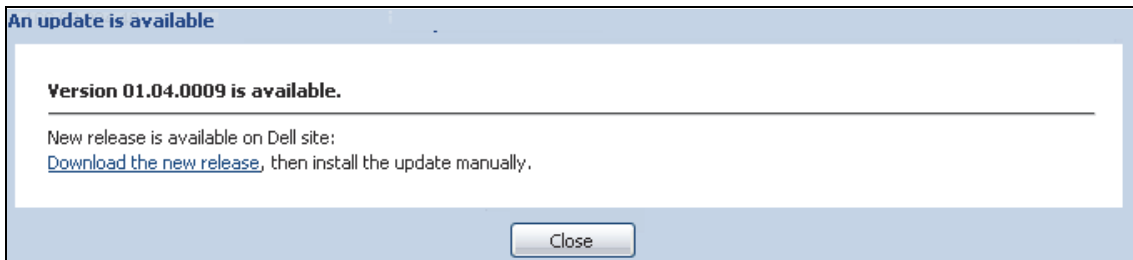 An update is available
Version 01.04.0009 is available.
New release is available on Dell site:
Download the new release, then install the update manually.
Close